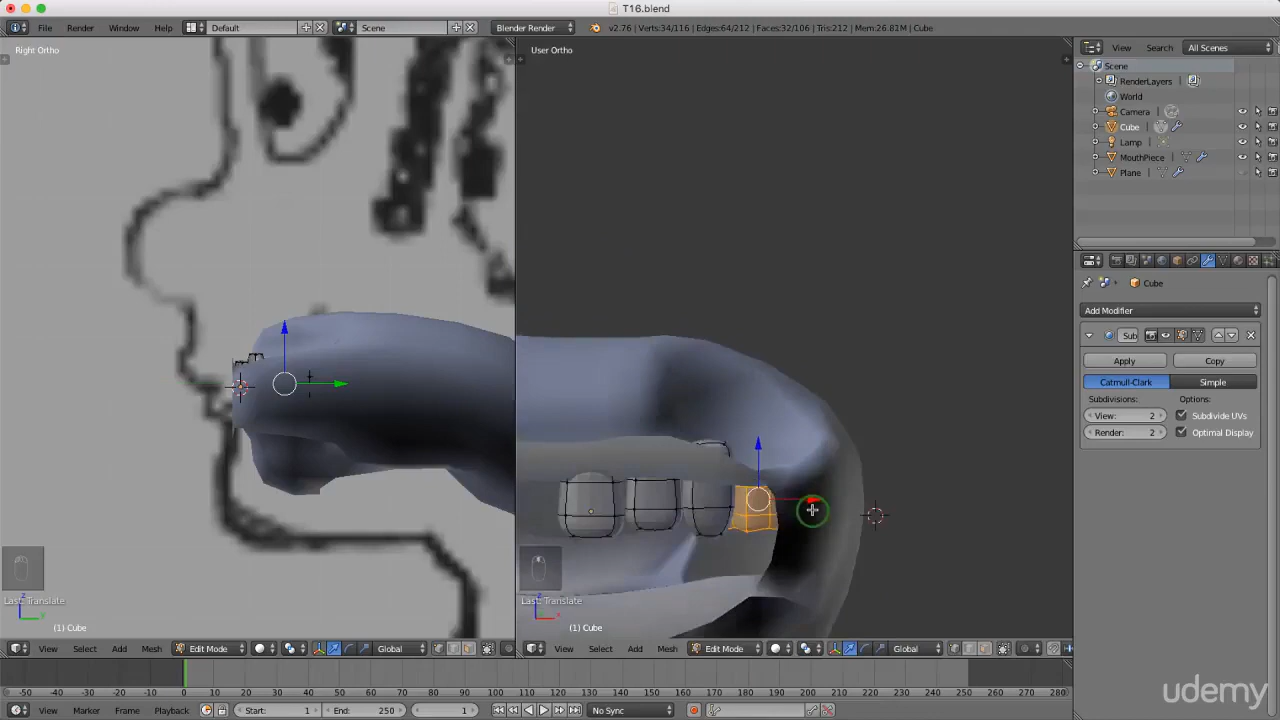 T16.blend
File Render Window Help Default Scene Blender Render v2.76 | Verts:34/116 | Edges:64/212 | Faces:32/106 | Tris:212 | Mem:26.82M | Cube
Right Ortho
User Ortho
View Search All Scenes
Scene
RenderLayers
World
Camera
Cube
Lamp
MouthPiece
Plane
Cube
Add Modifier
Sub
Apply Copy
Catmull-Clark Simple
Subdivisions: Options:
View: 2 Subdivide UVs
Render: 2 Optimal Display
Last: Translate
Last: Translate
(1) Cube
(1) Cube
View Select Add Mesh Edit Mode Global
View Select Add Mesh Edit Mode Global
-50 -40 -30 -20 -10 0 10 20 30 40 50 60 70 80 90 100 110 120 130 140 150 160 170 180 190 200 210 220 230 240 250 260 270 280
View Marker Frame Playback Start: 1 End: 250 1 No Sync
udemy